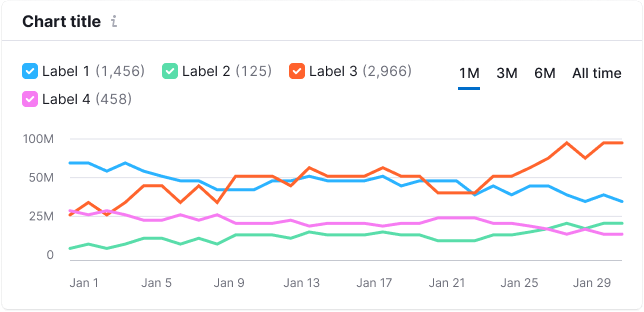 Chart title
Label 1 (1,456) Label 2 (125) Label 3 (2,966) 1M 3M 6M All time
Label 4 (458)
100M
50M
25M
0
Jan 1 Jan 5 Jan 9 Jan 13 Jan 17 Jan 21 Jan 25 Jan 29